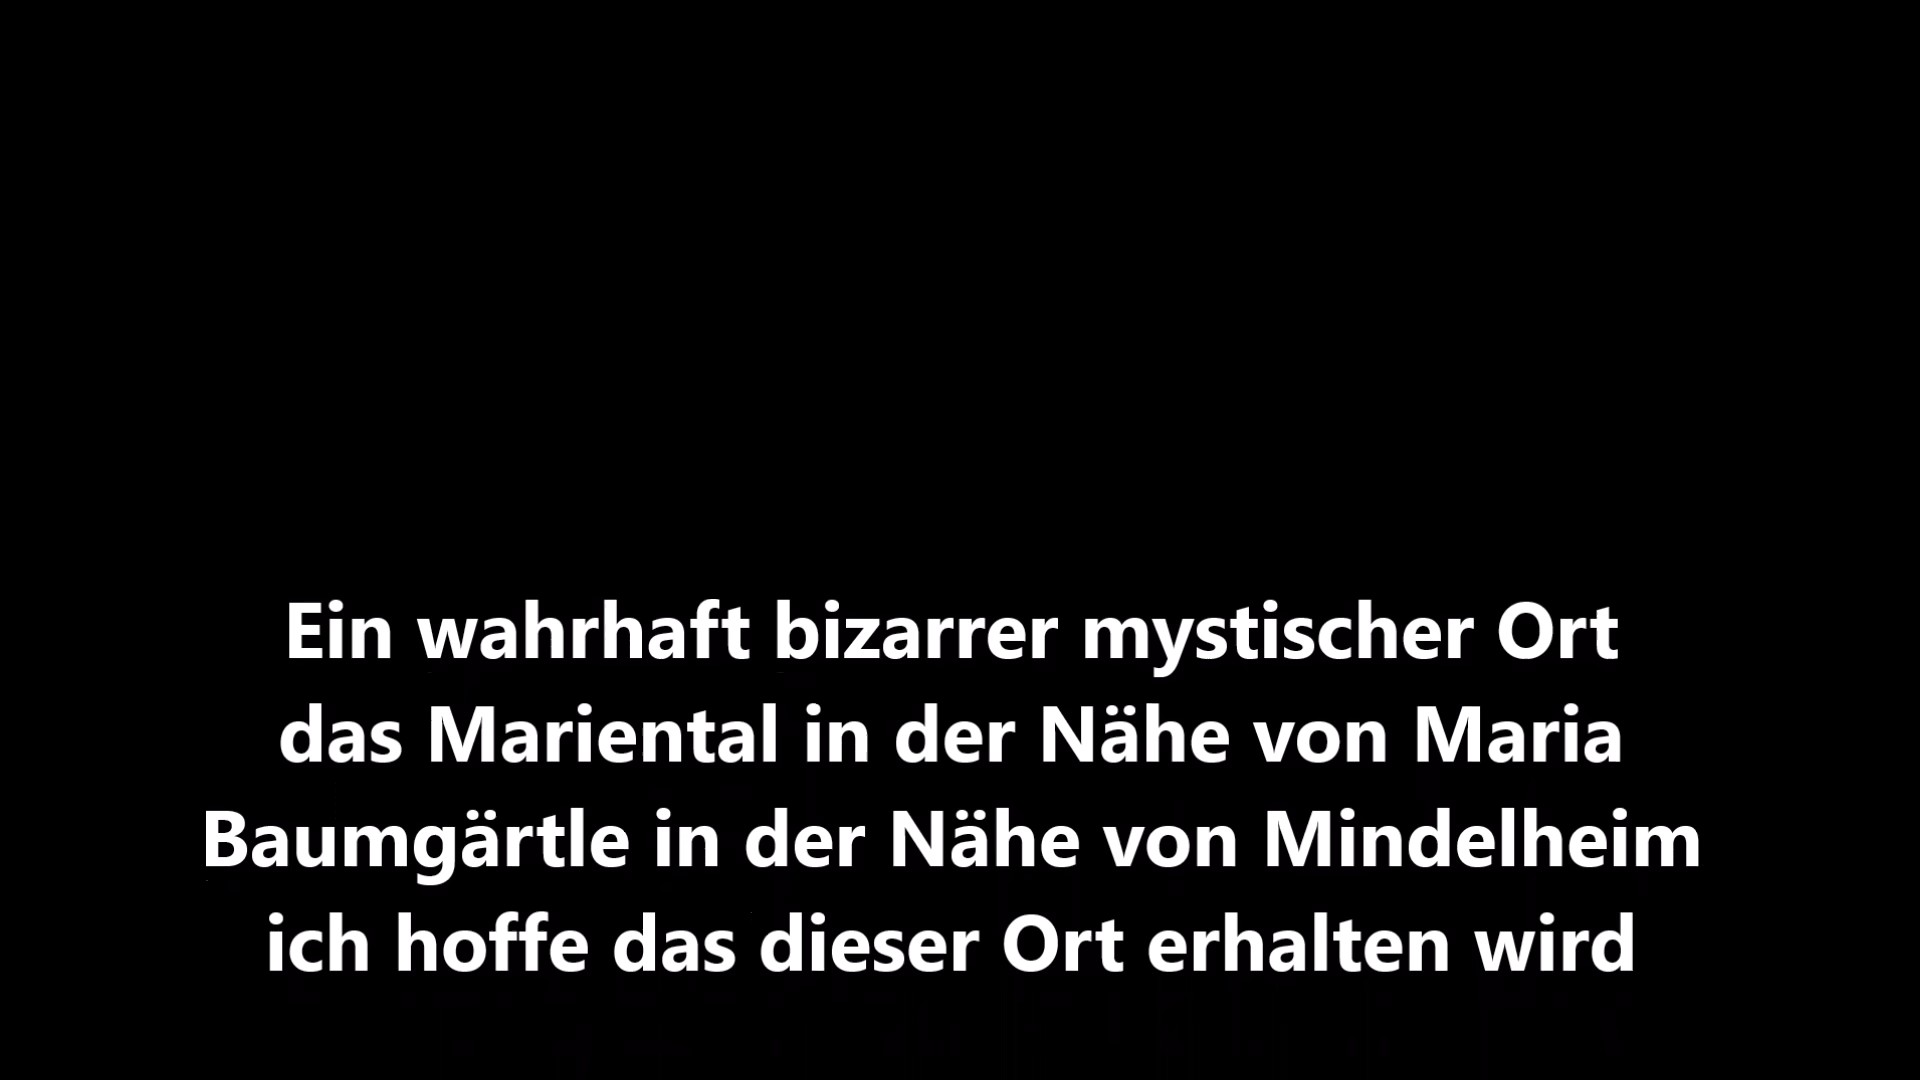 Ein wahrhaft bizarrer mystischer Ort
das Mariental in der Nähe von Maria
Baumgärtle in der Nähe von Mindelheim
ich hoffe das dieser Ort erhalten wird